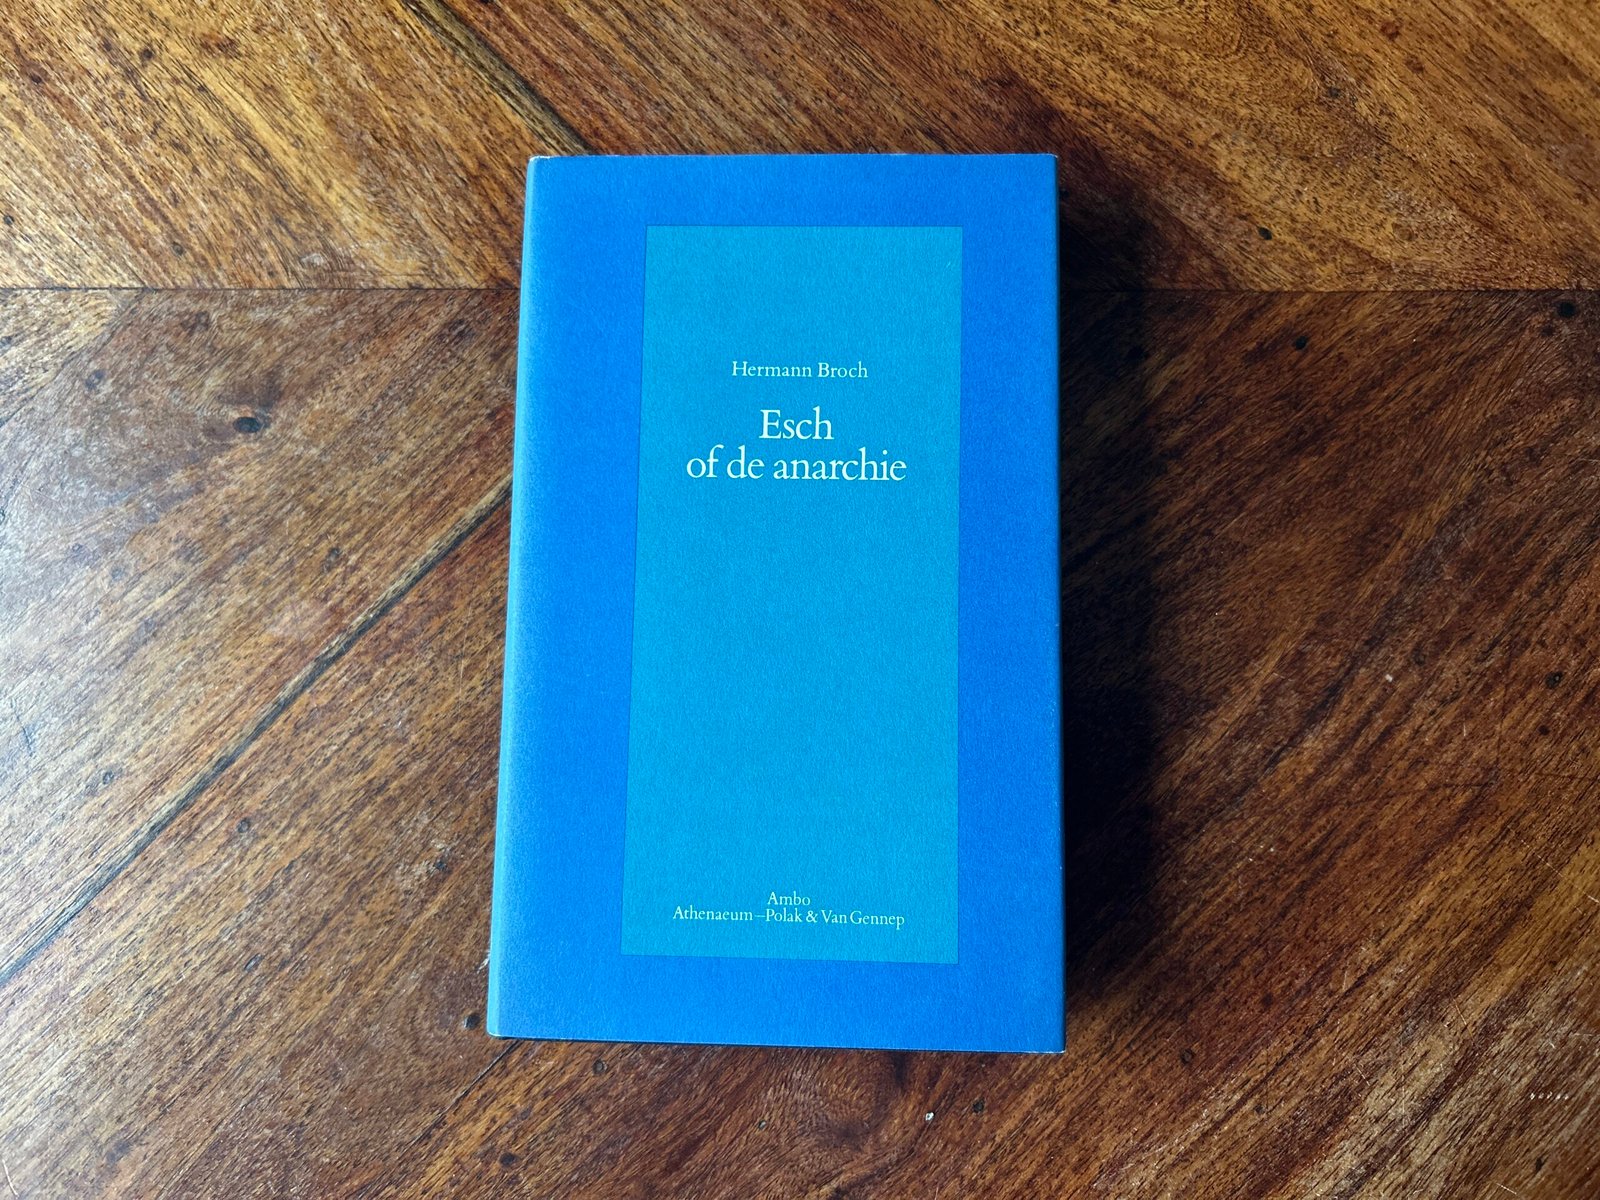 Hermann Broch
Esch
of de anarchie
Ambo
Athenaeum—Polak & Van Gennep